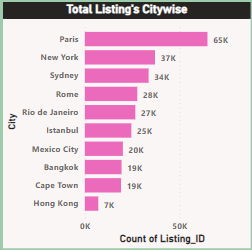 Total Listing's Citywise
Paris 65K
New York 37K
Sydney 34K
Rome 28K
Rio de Janeiro 27K
Istanbul 25K
Mexico City 20K
Bangkok 19K
Cape Town 19K
Hong Kong 7K
City
0K 50K
Count of Listing_ID